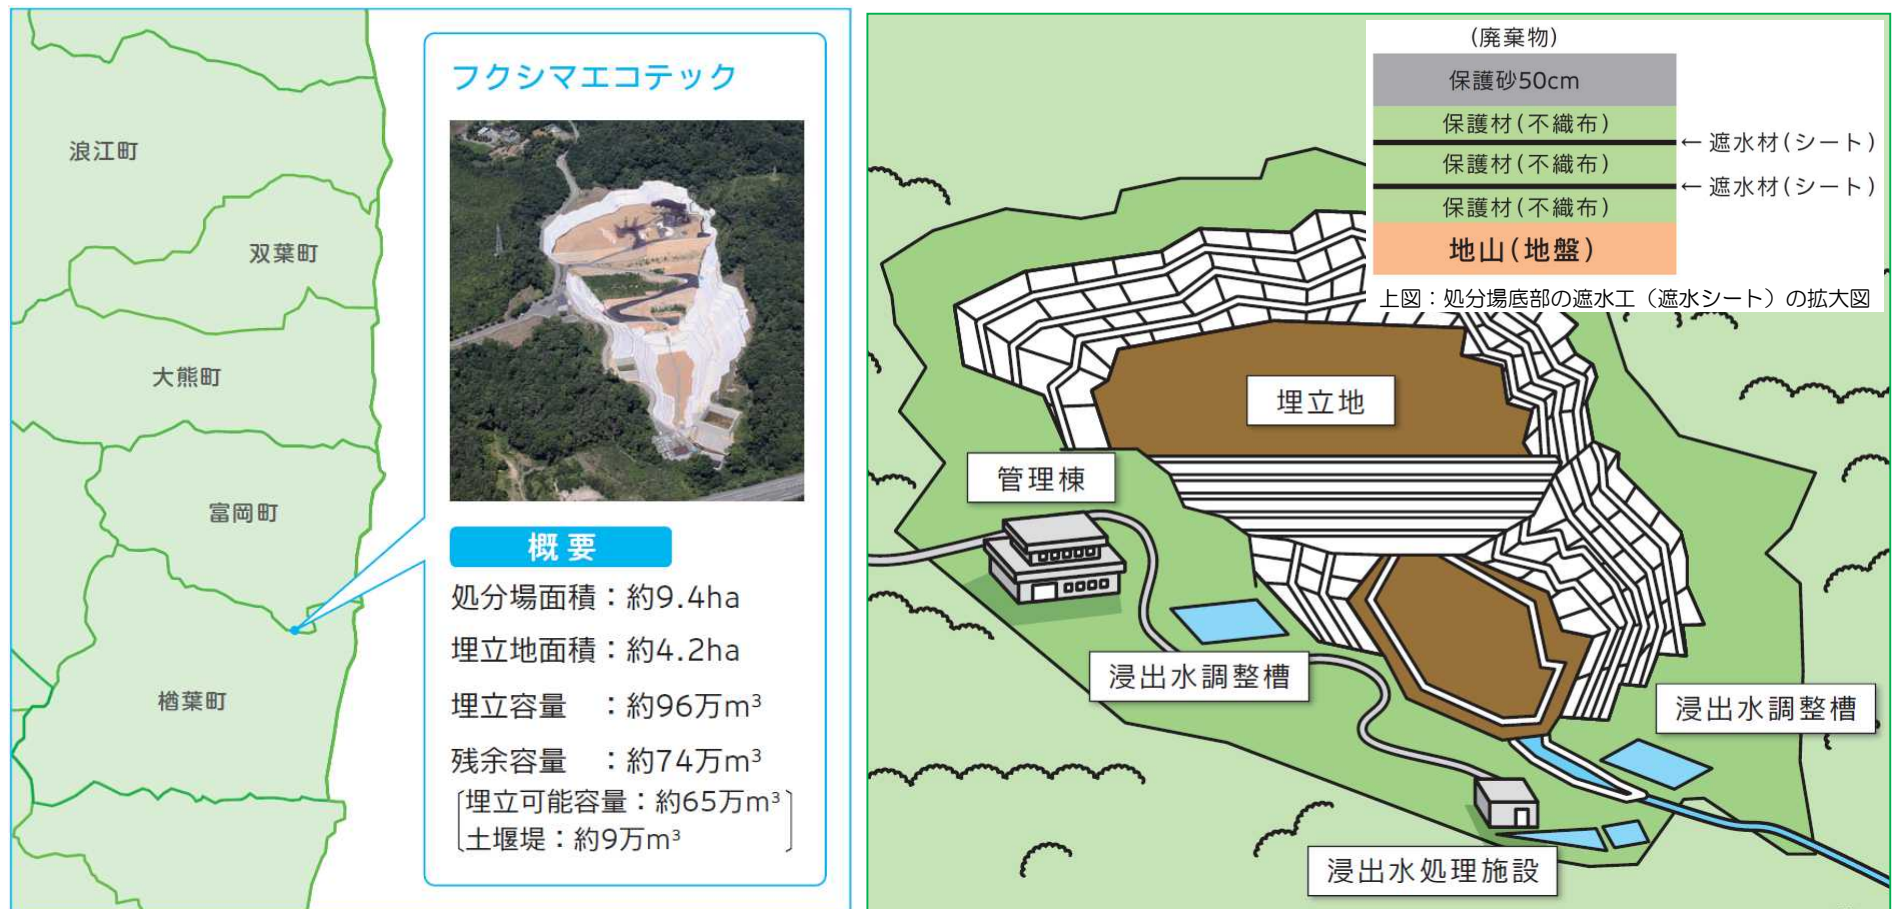 浪江町
双葉町
大熊町
富岡町
楢葉町
フクシマエコテック
概要
処分場面積：約9.4ha
埋立地面積：約4.2ha
埋立容量　：約96万m³
残余容量　：約74万m³
埋立可能容量：約65万m³
土堰堤：約9万m³
(廃棄物)
保護砂50cm
保護材(不織布)
←遮水材(シート)
保護材(不織布)
←遮水材(シート)
保護材(不織布)
地山(地盤)
上図：処分場底部の遮水工（遮水シート）の拡大図
埋立地
管理棟
浸出水調整槽
浸出水調整槽
浸出水処理施設